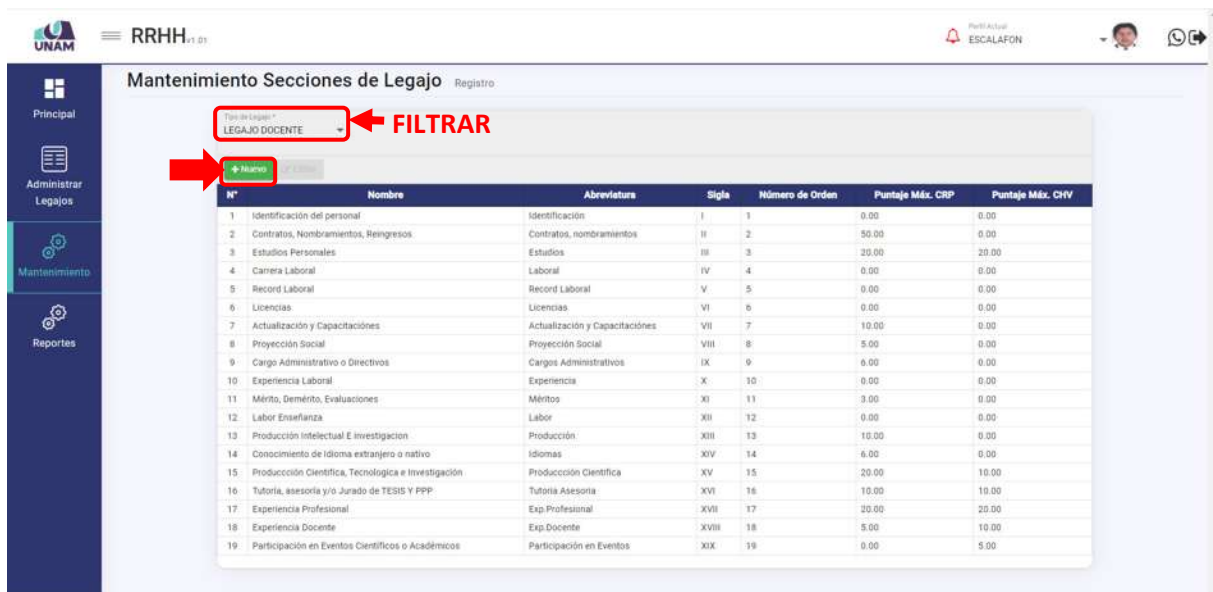 UNAM
RRHH v1.01
Perfil Actual
ESCALAFON
Mantenimiento Secciones de Legajo Registro
Principal
Administrar Legajos
Mantenimiento
Reportes
Tipo de Legajo *
LEGAJO DOCENTE
FILTRAR
+ Nuevo
N° Nombre Abreviatura Sigla Número de Orden Puntaje Máx. CRP Puntaje Máx. CHV
1 Identificación del personal Identificación I 1 0.00 0.00
2 Contratos, Nombramientos, Reingresos Contratos, nombramientos II 2 50.00 0.00
3 Estudios Personales Estudios III 3 20.00 20.00
4 Carrera Laboral Laboral IV 4 0.00 0.00
5 Record Laboral Record Laboral V 5 0.00 0.00
6 Licencias Licencias VI 6 0.00 0.00
7 Actualización y Capacitaciónes Actualización y Capacitaciónes VII 7 10.00 0.00
8 Proyección Social Proyección Social VIII 8 5.00 0.00
9 Cargo Administrativo o Directivos Cargos Administrativos IX 9 6.00 0.00
10 Experiencia Laboral Experiencia X 10 0.00 0.00
11 Mérito, Demérito, Evaluaciones Méritos XI 11 3.00 0.00
12 Labor Enseñanza Labor XII 12 0.00 0.00
13 Producción Intelectual E Investigacion Producción XIII 13 10.00 0.00
14 Conocimiento de Idioma extranjero o nativo Idiomas XIV 14 6.00 0.00
15 Produccción Cientifica, Tecnologica e Investigación Produccción Cientifica XV 15 20.00 10.00
16 Tutoria, asesoría y/o Jurado de TESIS Y PPP Tutoria Asesoria XVI 16 10.00 10.00
17 Experiencia Profesional Exp.Profesional XVII 17 20.00 20.00
18 Experiencia Docente Exp.Docente XVIII 18 5.00 10.00
19 Participación en Eventos Científicos o Académicos Participación en Eventos XIX 19 0.00 5.00